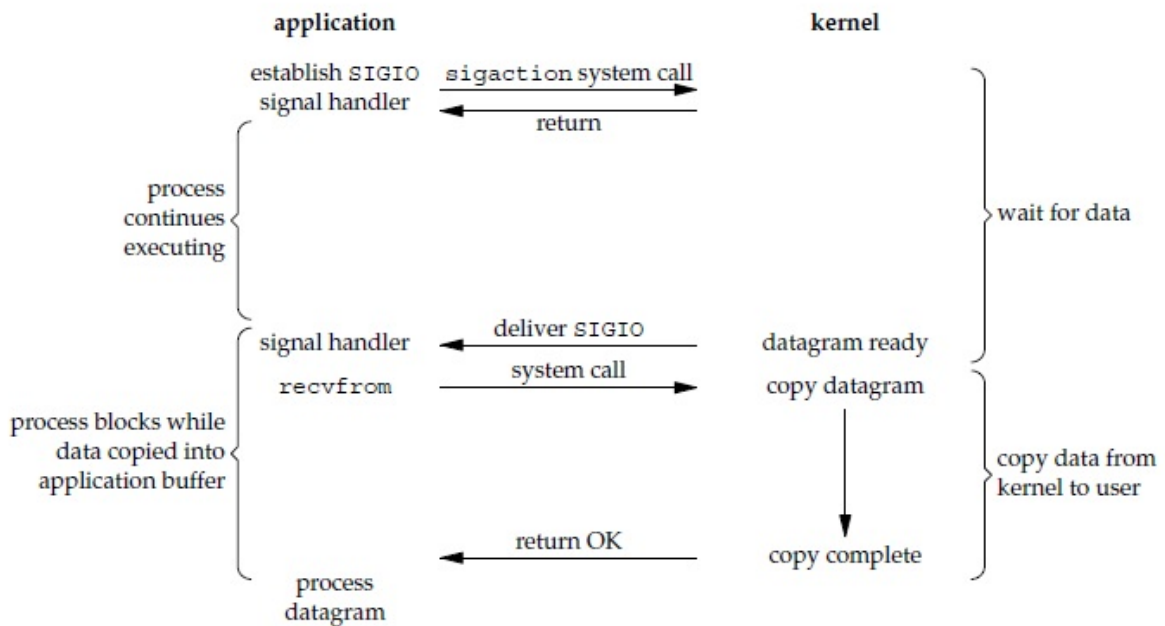 application
kernel
establish SIGIO
signal handler
sigaction system call
return
process
continues
executing
wait for data
signal handler
deliver SIGIO
datagram ready
recvfrom
system call
copy datagram
process blocks while
data copied into
application buffer
copy data from
kernel to user
return OK
copy complete
process
datagram